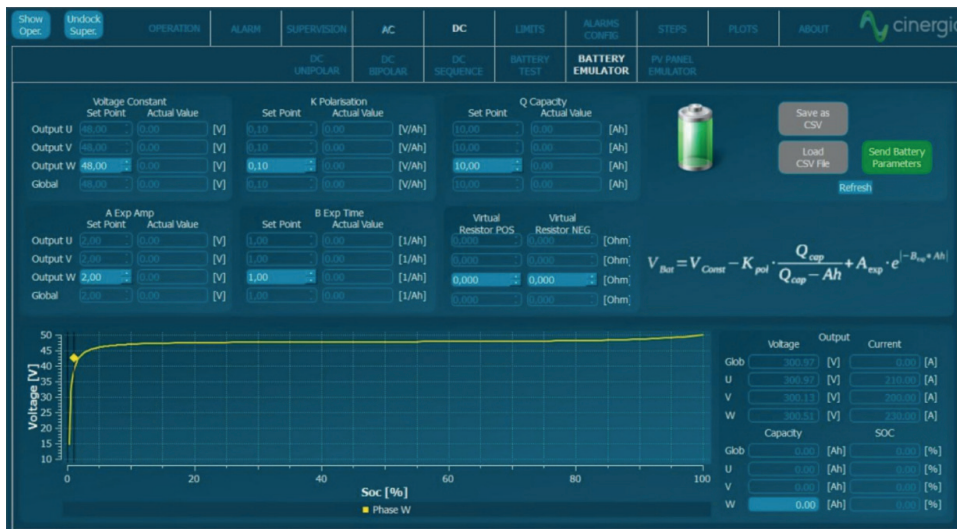 Show Oper.
Undock Super.
OPERATION ALARM SUPERVISION AC DC LIMITS ALARMS CONFIG STEPS PLOTS ABOUT
cinergic
DC UNIPOLAR DC BIPOLAR DC SEQUENCE BATTERY TEST BATTERY EMULATOR PV PANEL EMULATOR
Voltage Constant
Set Point Actual Value
Output U 48,00 0,00 [V]
Output V 48,00 0,00 [V]
Output W 48,00 0,00 [V]
Global 48,00 0,00 [V]
K Polarisation
Set Point Actual Value
0,10 0,00 [V/Ah]
0,10 0,00 [V/Ah]
0,10 0,00 [V/Ah]
0,10 0,00 [V/Ah]
Q Capacity
Set Point Actual Value
10,00 0,00 [Ah]
10,00 0,00 [Ah]
10,00 0,00 [Ah]
10,00 0,00 [Ah]
Save as CSV
Load CSV File
Send Battery Parameters
Refresh
A Exp Amp
Set Point Actual Value
Output U 2,00 0,00 [V]
Output V 2,00 0,00 [V]
Output W 2,00 0,00 [V]
Global 2,00 0,00 [V]
B Exp Time
Set Point Actual Value
1,00 0,00 [1/Ah]
1,00 0,00 [1/Ah]
1,00 0,00 [1/Ah]
1,00 0,00 [1/Ah]
Virtual Resistor POS Virtual Resistor NEG
0,000 0,000 [Ohm]
0,000 0,000 [Ohm]
0,000 0,000 [Ohm]
0,000 0,000 [Ohm]
V Bat = V Const − K pol · Q cap / Q cap − Ah + A exp · e |−B exp * Ah|
Voltage [V]
50
45
40
35
30
25
20
15
10
0 20 40 60 80 100
Soc [%]
Phase W
Output
Voltage Current
Glob 300.97 [V] 0.00 [A]
U 300.97 [V] 210.00 [A]
V 300.13 [V] 200.00 [A]
W 300.51 [V] 230.00 [A]
Capacity SOC
Glob 0.00 [Ah] 0.00 [%]
U 0.00 [Ah] 0.00 [%]
V 0.00 [Ah] 0.00 [%]
W 0.00 [Ah] 0.00 [%]